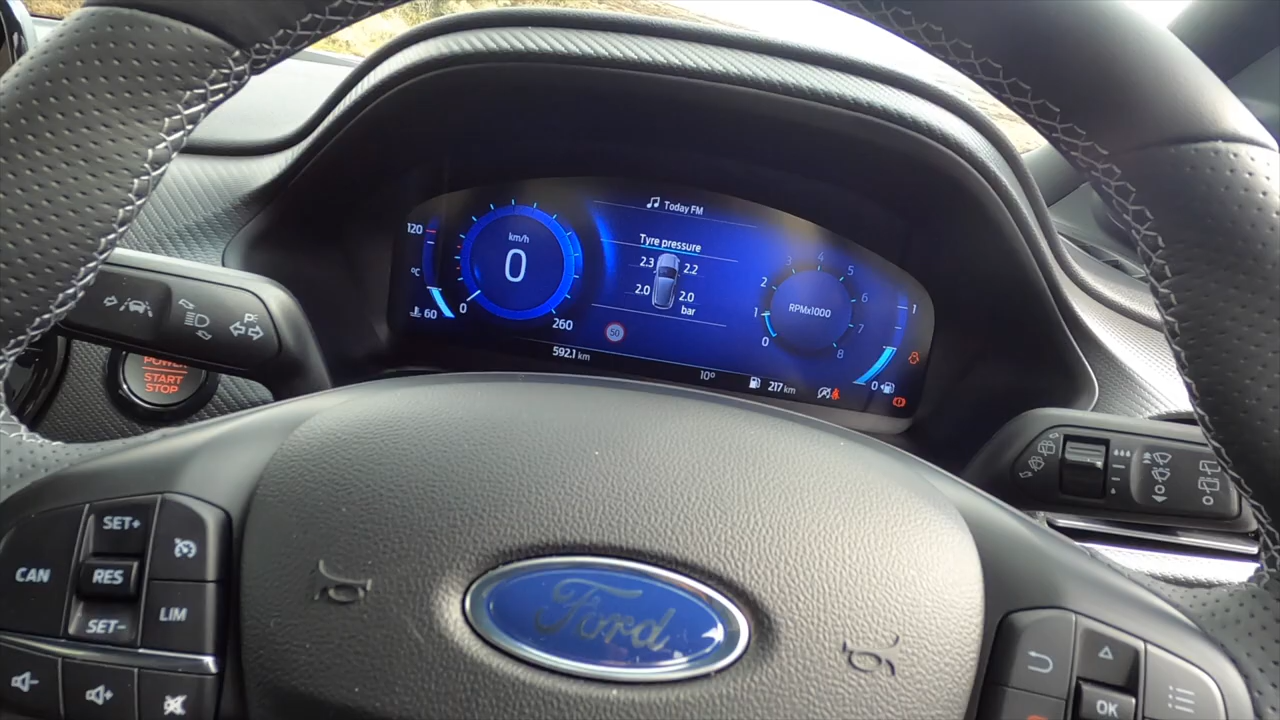 Today FM
120
km/h
0
Tyre pressure
2.3 2.2
2.0 2.0
bar
°C
60
0
260
50
592.1 km
10°
217 km
0
1
2
3
4
5
6
7
8
RPMx1000
1
0
POWER
START
STOP
P
CAN
SET+
RES
SET-
LIM
Ford
OK